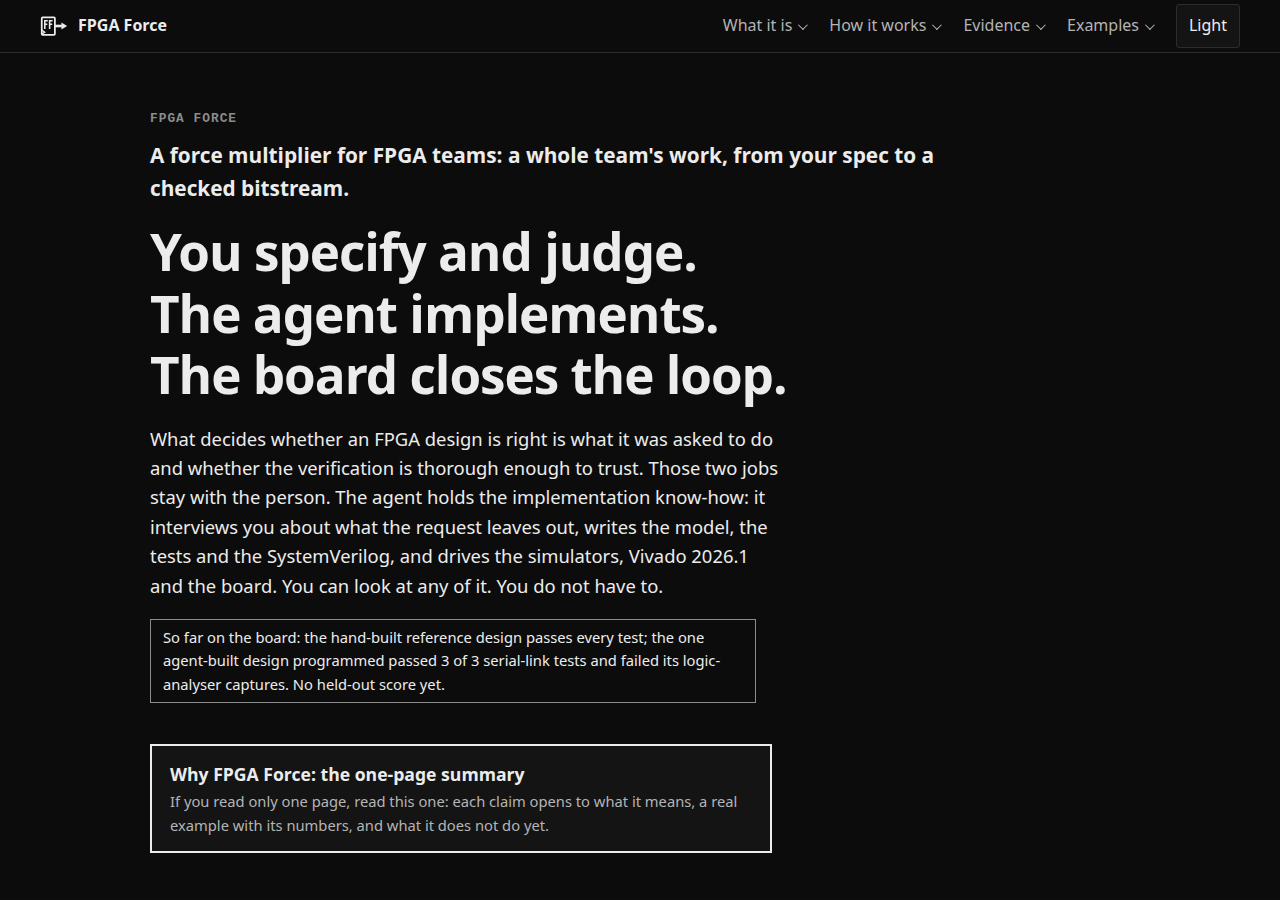 FF
FPGA Force
What it is
How it works
Evidence
Examples
Light
FPGA FORCE
A force multiplier for FPGA teams: a whole team's work, from your spec to a
checked bitstream.
You specify and judge.
The agent implements.
The board closes the loop.
What decides whether an FPGA design is right is what it was asked to do
and whether the verification is thorough enough to trust. Those two jobs
stay with the person. The agent holds the implementation know-how: it
interviews you about what the request leaves out, writes the model, the
tests and the SystemVerilog, and drives the simulators, Vivado 2026.1
and the board. You can look at any of it. You do not have to.
So far on the board: the hand-built reference design passes every test; the one
agent-built design programmed passed 3 of 3 serial-link tests and failed its logic-
analyser captures. No held-out score yet.
Why FPGA Force: the one-page summary
If you read only one page, read this one: each claim opens to what it means, a real
example with its numbers, and what it does not do yet.